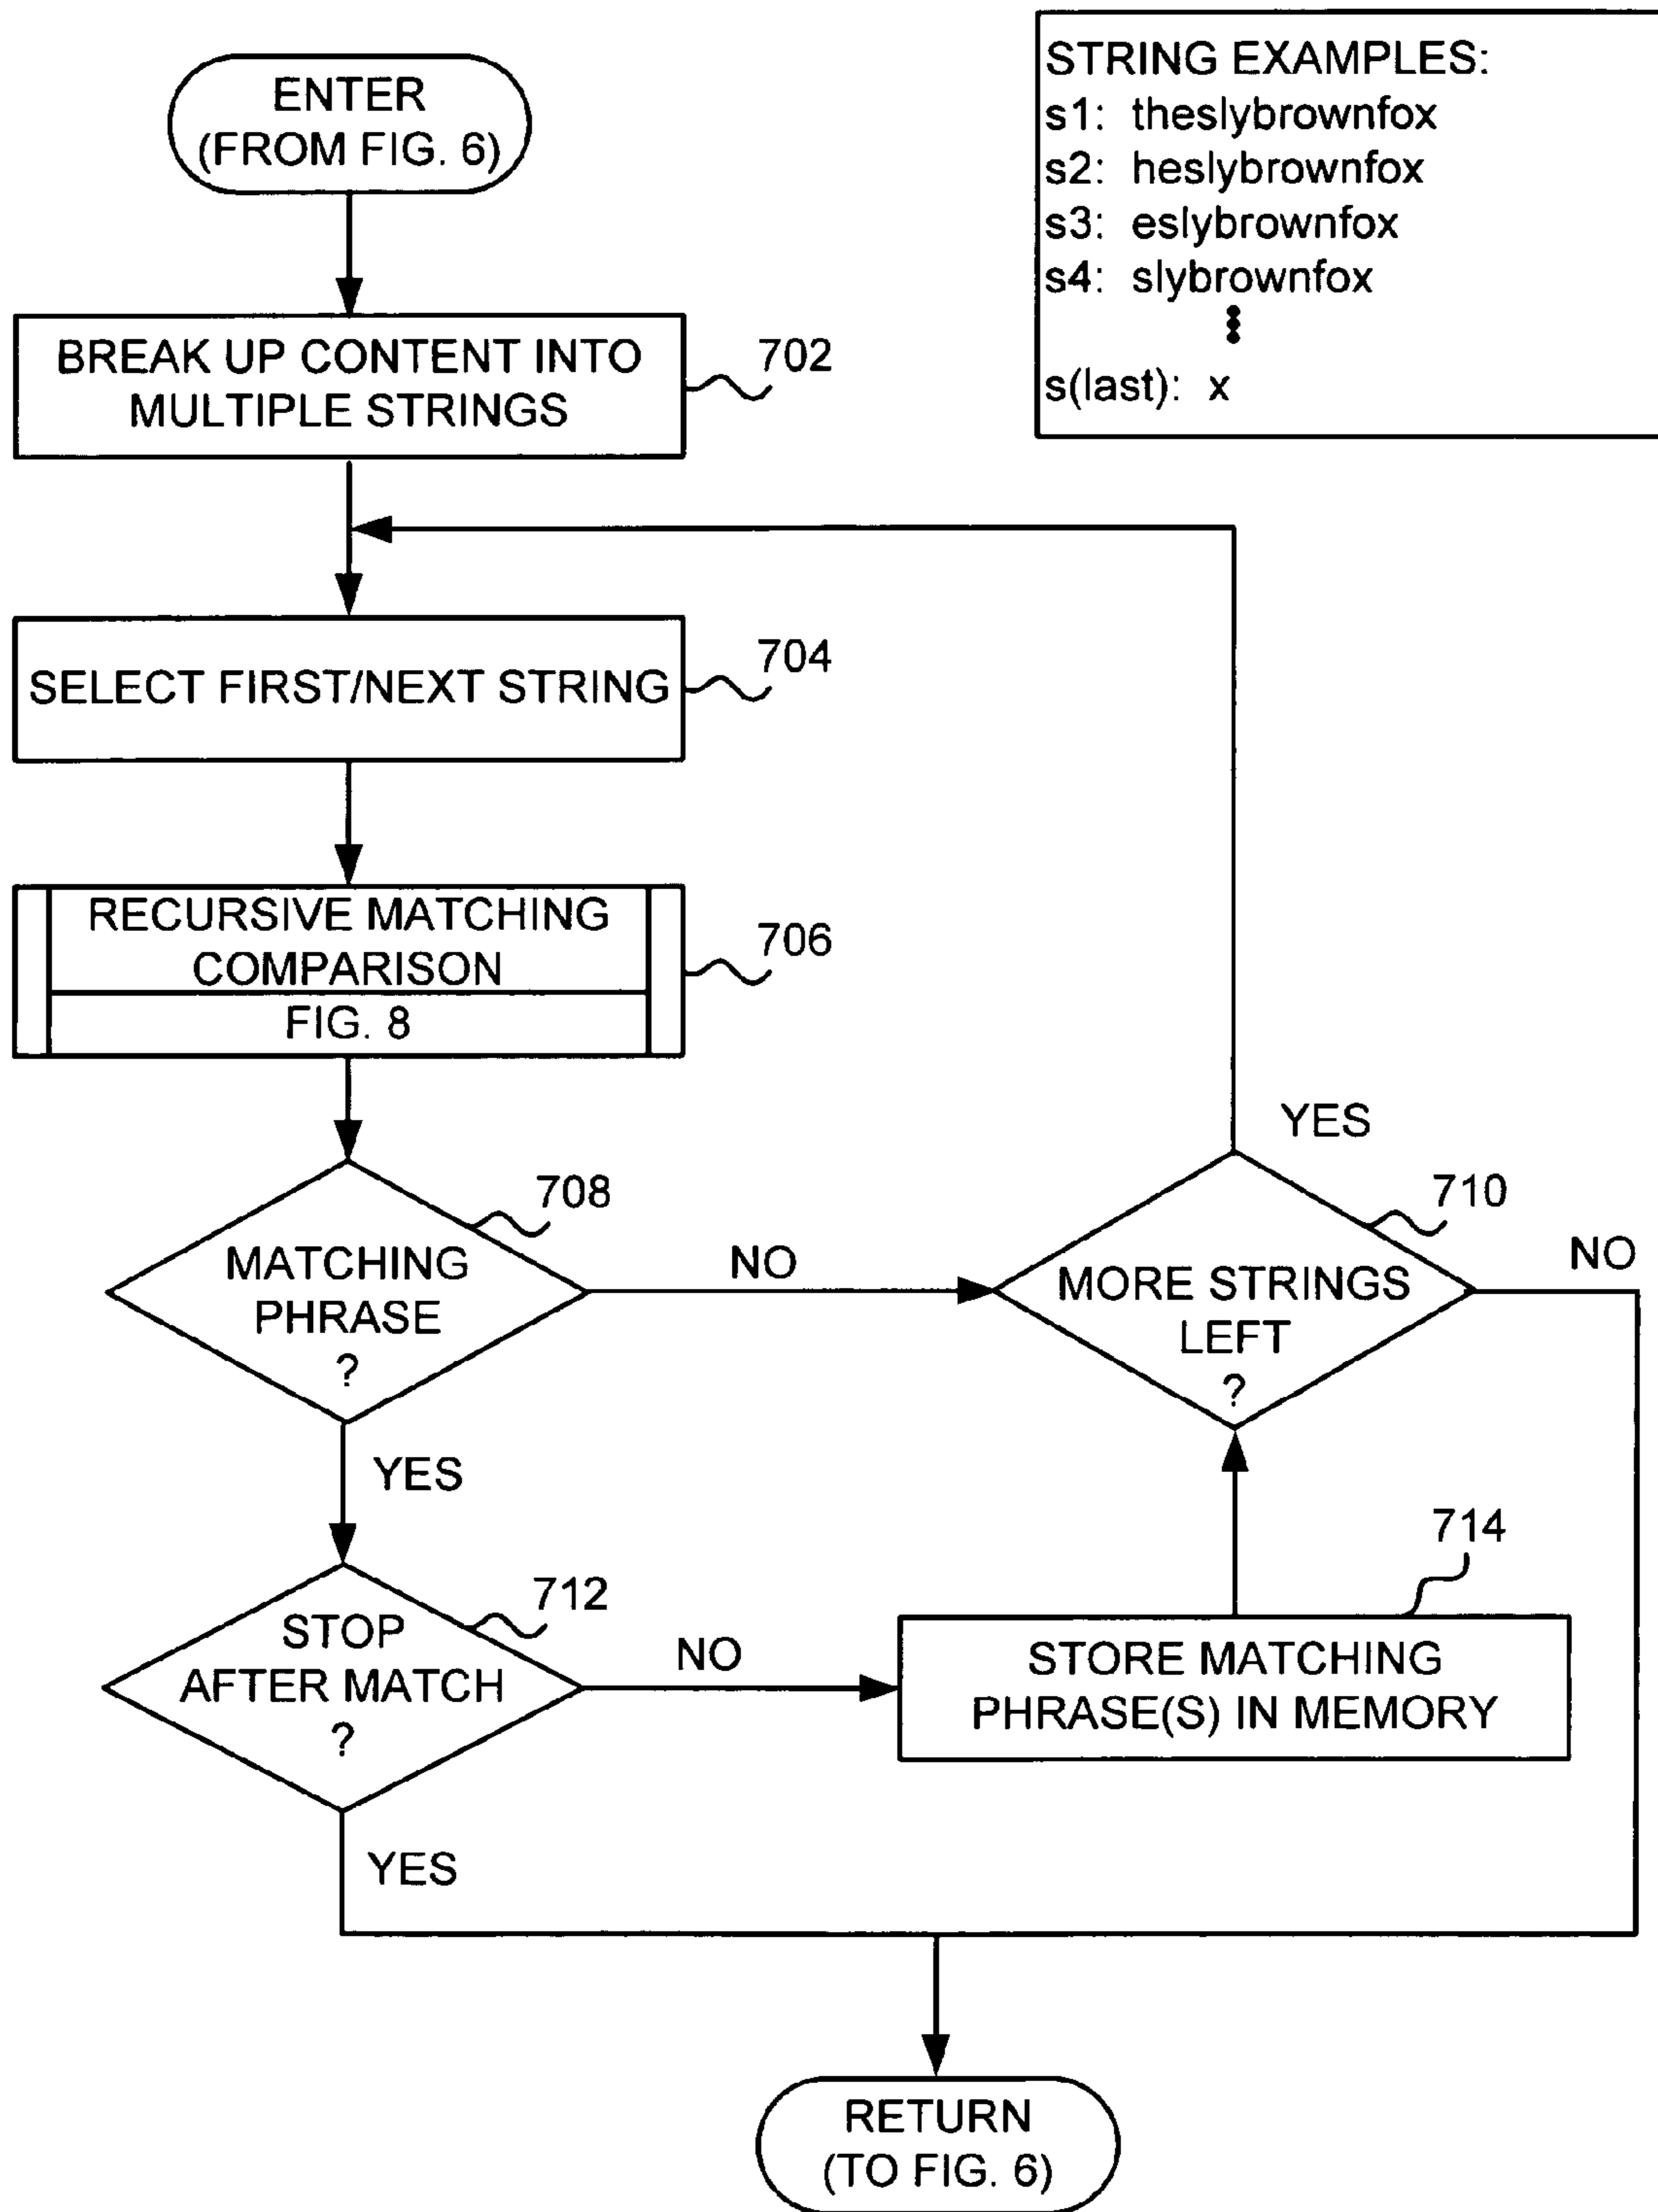 ENTER
(FROM FIG. 6)
STRING EXAMPLES:
s1: theslybrownfox
s2: heslybrownfox
s3: eslybrownfox
s4: slybrownfox
s(last): x
BREAK UP CONTENT INTO
MULTIPLE STRINGS
702
SELECT FIRST/NEXT STRING
704
RECURSIVE MATCHING
COMPARISON
FIG. 8
706
MATCHING
PHRASE
?
708
NO
YES
MORE STRINGS
LEFT
?
710
YES
NO
STOP
AFTER MATCH
?
712
NO
YES
STORE MATCHING
PHRASE(S) IN MEMORY
714
RETURN
(TO FIG. 6)